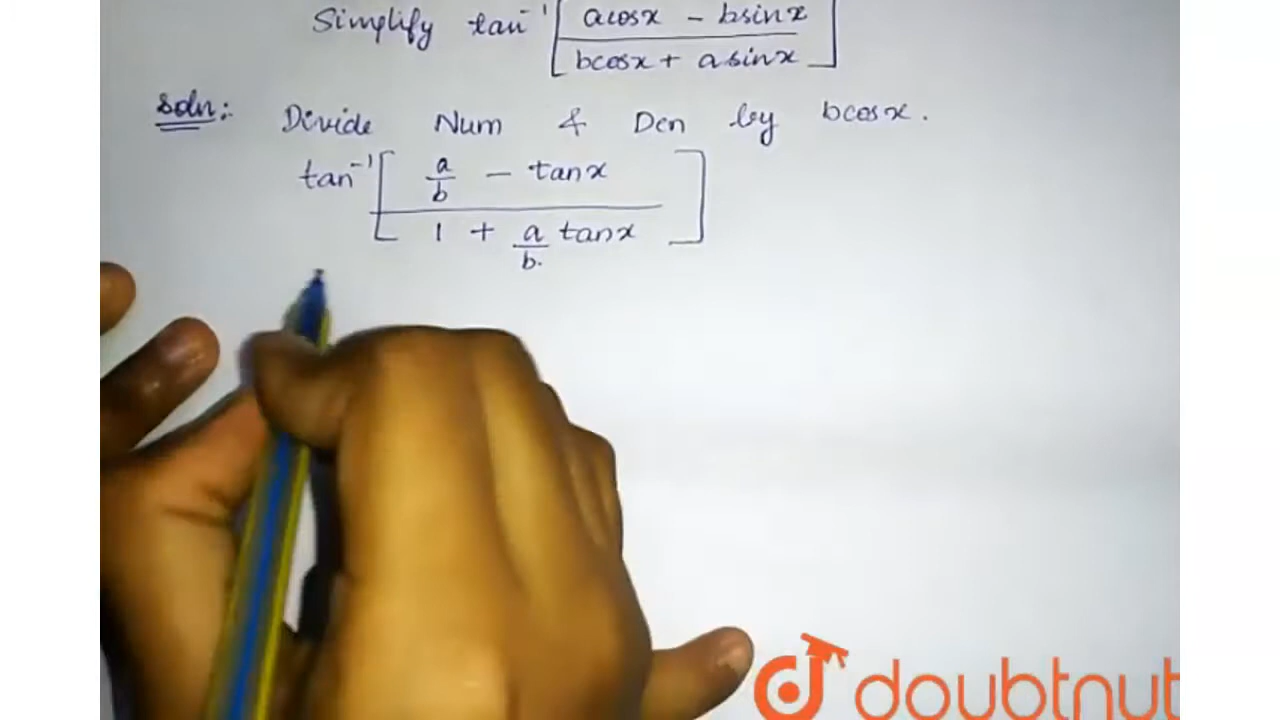 Simplify tan⁻¹ [ acosx - bsinx / bcosx + asinx ]
Soln: Divide Num & Den by bcosx.
tan⁻¹ [ a/b - tanx / 1 + a/b tanx ]
doubtnut